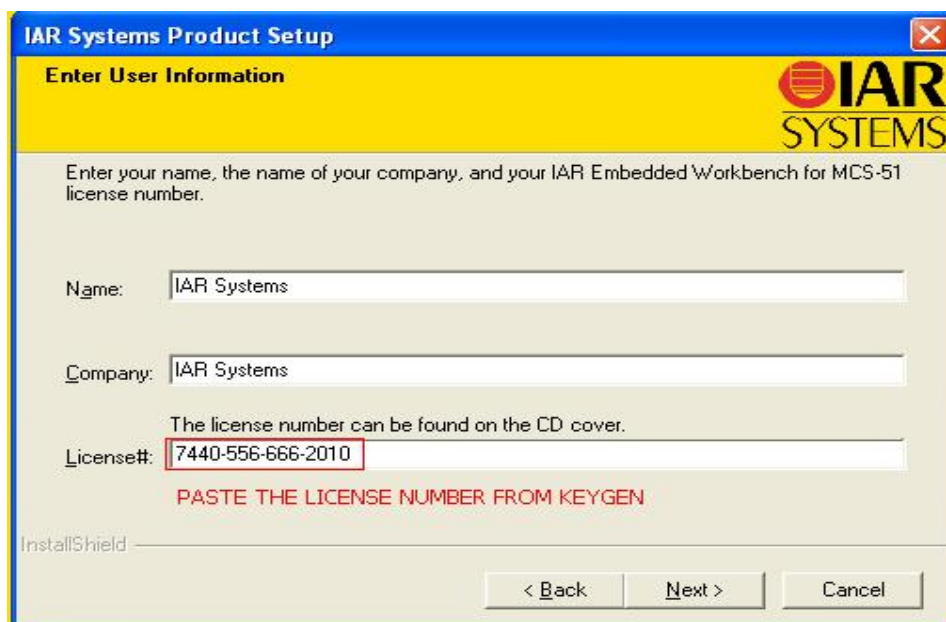 IAR Systems Product Setup
Enter User Information
IAR
SYSTEMS
Enter your name, the name of your company, and your IAR Embedded Workbench for MCS-51
license number.
Name: IAR Systems
Company: IAR Systems
The license number can be found on the CD cover.
License#: 7440-556-666-2010
PASTE THE LICENSE NUMBER FROM KEYGEN
InstallShield
< Back Next > Cancel